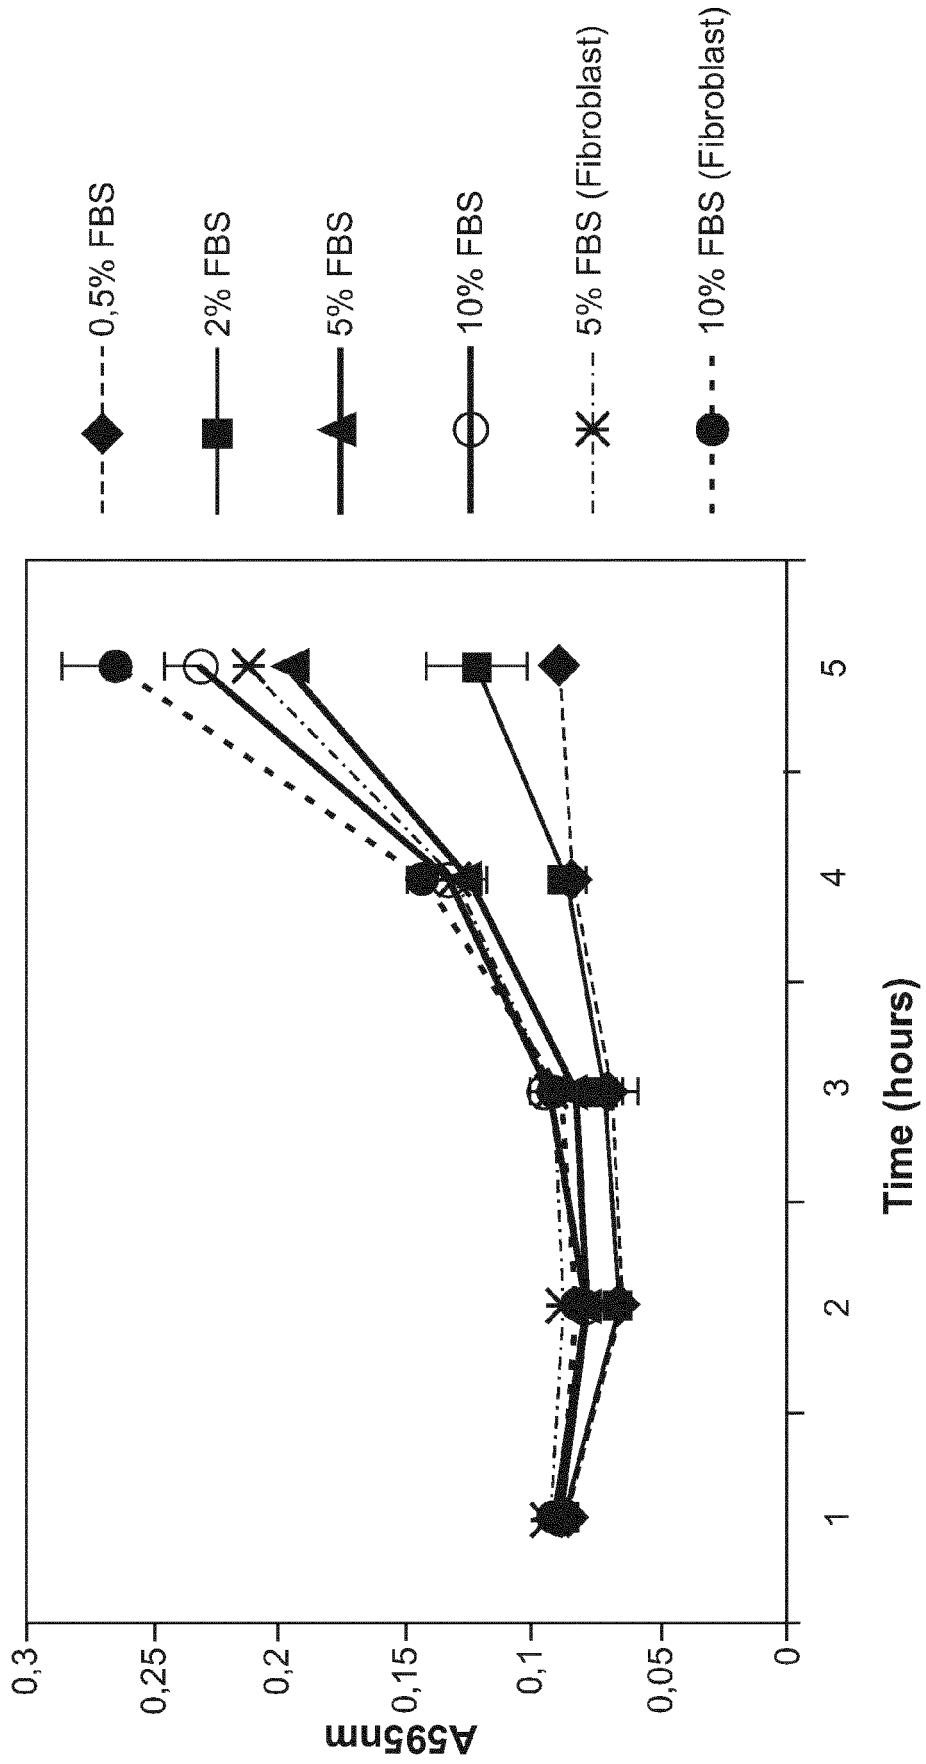 A595nm
0,3
0,25
0,2
0,15
0,1
0,05
0
1
2
3
4
5
Time (hours)
0,5% FBS
2% FBS
5% FBS
10% FBS
5% FBS (Fibroblast)
10% FBS (Fibroblast)